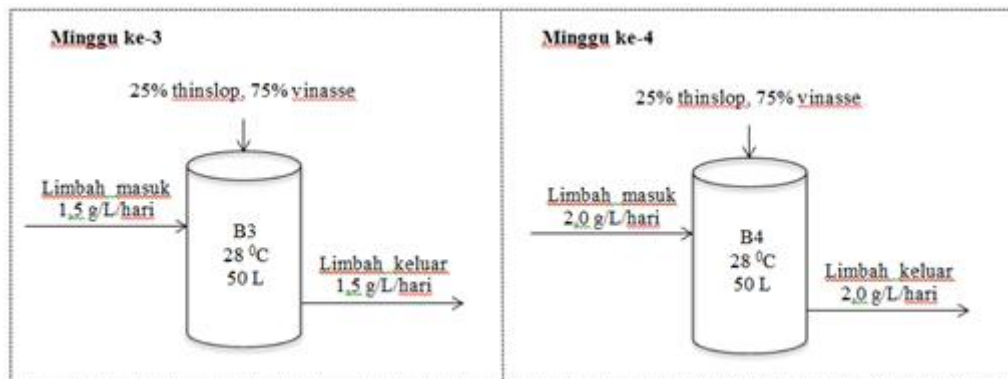 Minggu ke-3
25% thinslop, 75% vinasse
Limbah masuk
1,5 g/L/hari
B3
28 ⁰C
50 L
Limbah keluar
1,5 g/L/hari
Minggu ke-4
25% thinslop, 75% vinasse
Limbah masuk
2,0 g/L/hari
B4
28 ⁰C
50 L
Limbah keluar
2,0 g/L/hari